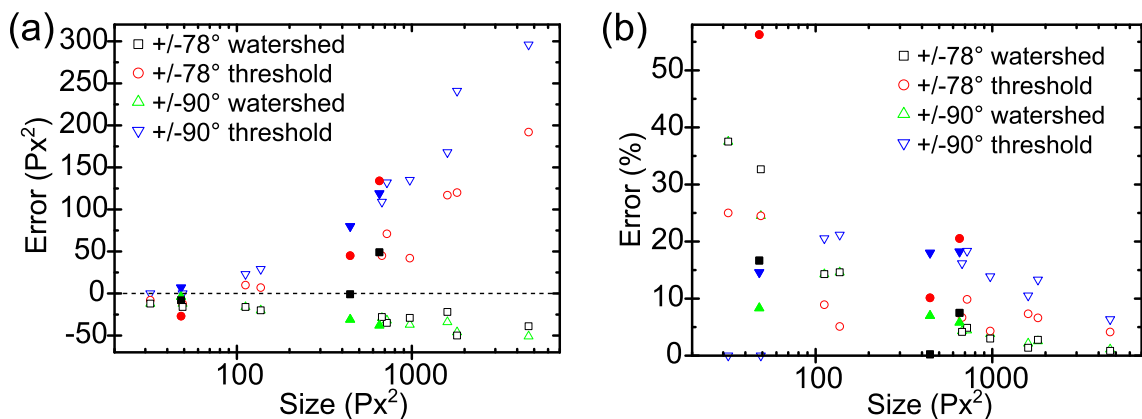 (a)
300
250
200
150
100
50
0
-50
Error (Px²)
+/-78° watershed
+/-78° threshold
+/-90° watershed
+/-90° threshold
100
1000
Size (Px²)
(b)
50
40
30
20
10
0
Error (%)
+/-78° watershed
+/-78° threshold
+/-90° watershed
+/-90° threshold
100
1000
Size (Px²)